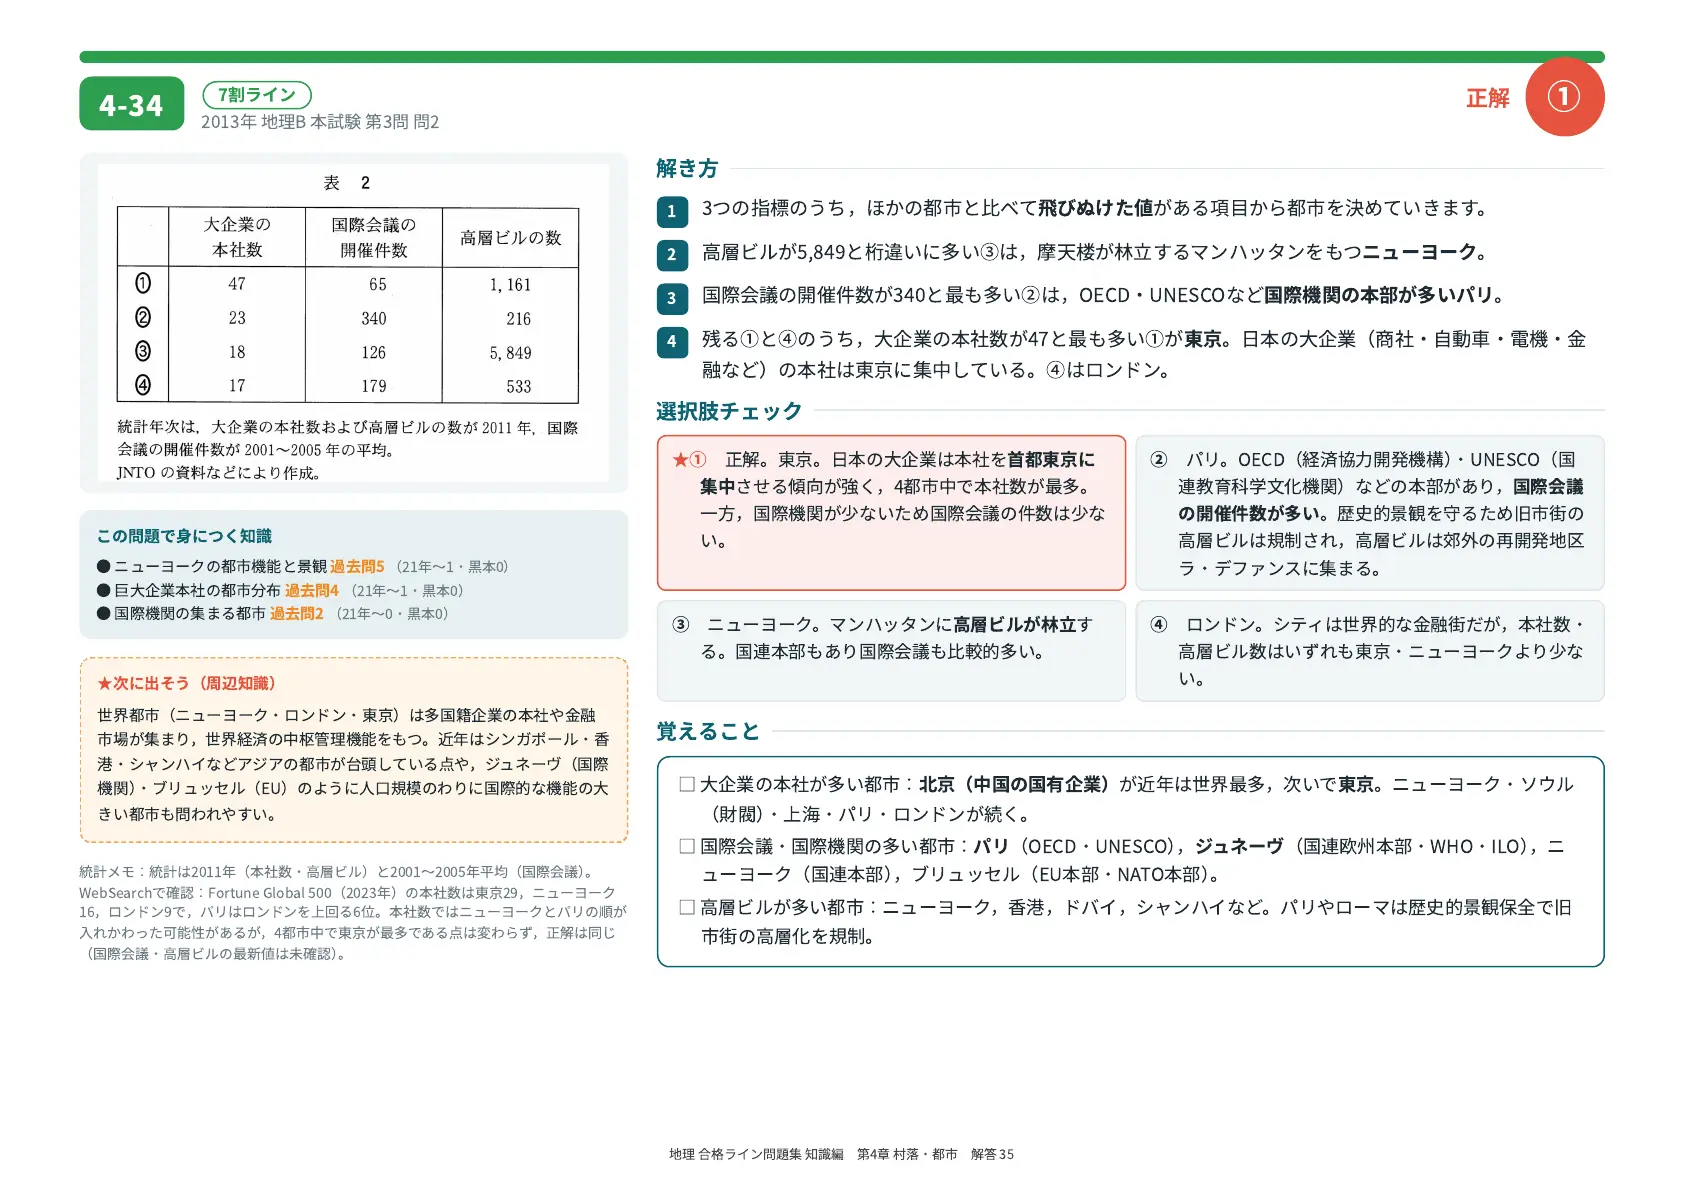 4-34
7割ライン
2013年 地理B 本試験 第3問 問2
正解 ①
表 2
大企業の本社数 国際会議の開催件数 高層ビルの数
① 47 65 1,161
② 23 340 216
③ 18 126 5,849
④ 17 179 533
統計年次は，大企業の本社数および高層ビルの数が 2011 年，国際
会議の開催件数が 2001～2005 年の平均。
JNTO の資料などにより作成。
この問題で身につく知識
●ニューヨークの都市機能と景観 過去問5 （21年〜1・黒本0）
●巨大企業本社の都市分布 過去問4 （21年〜1・黒本0）
●国際機関の集まる都市 過去問2 （21年〜0・黒本0）
★次に出そう（周辺知識）
世界都市（ニューヨーク・ロンドン・東京）は多国籍企業の本社や金融
市場が集まり，世界経済の中枢管理機能をもつ。近年はシンガポール・香
港・シャンハイなどアジアの都市が台頭している点や，ジュネーヴ（国際
機関）・ブリュッセル（EU）のように人口規模のわりに国際的な機能の大
きい都市も問われやすい。
統計メモ：統計は2011年（本社数・高層ビル）と2001〜2005年平均（国際会議）。
WebSearchで確認：Fortune Global 500（2023年）の本社数は東京29，ニューヨーク
16，ロンドン9で，パリはロンドンを上回る6位。本社数ではニューヨークとパリの順が
入れかわった可能性があるが，4都市中で東京が最多である点は変わらず，正解は同じ
（国際会議・高層ビルの最新値は未確認）。
解き方
1 3つの指標のうち，ほかの都市と比べて飛びぬけた値がある項目から都市を決めていきます。
2 高層ビルが5,849と桁違いに多い③は，摩天楼が林立するマンハッタンをもつニューヨーク。
3 国際会議の開催件数が340と最も多い②は，OECD・UNESCOなど国際機関の本部が多いパリ。
4 残る①と④のうち，大企業の本社数が47と最も多い①が東京。日本の大企業（商社・自動車・電機・金
融など）の本社は東京に集中している。④はロンドン。
選択肢チェック
★① 正解。東京。日本の大企業は本社を首都東京に
集中させる傾向が強く，4都市中で本社数が最多。
一方，国際機関が少ないため国際会議の件数は少な
い。
② パリ。OECD（経済協力開発機構）・UNESCO（国
連教育科学文化機関）などの本部があり，国際会議
の開催件数が多い。歴史的景観を守るため旧市街の
高層ビルは規制され，高層ビルは郊外の再開発地区
ラ・デファンスに集まる。
③ ニューヨーク。マンハッタンに高層ビルが林立す
る。国連本部もあり国際会議も比較的多い。
④ ロンドン。シティは世界的な金融街だが，本社数・
高層ビル数はいずれも東京・ニューヨークより少な
い。
覚えること
□ 大企業の本社が多い都市：北京（中国の国有企業）が近年は世界最多，次いで東京。ニューヨーク・ソウル
（財閥）・上海・パリ・ロンドンが続く。
□ 国際会議・国際機関の多い都市：パリ（OECD・UNESCO），ジュネーヴ（国連欧州本部・WHO・ILO），ニ
ューヨーク（国連本部），ブリュッセル（EU本部・NATO本部）。
□ 高層ビルが多い都市：ニューヨーク，香港，ドバイ，シャンハイなど。パリやローマは歴史的景観保全で旧
市街の高層化を規制。
地理 合格ライン問題集 知識編 第4章 村落・都市 解答 35